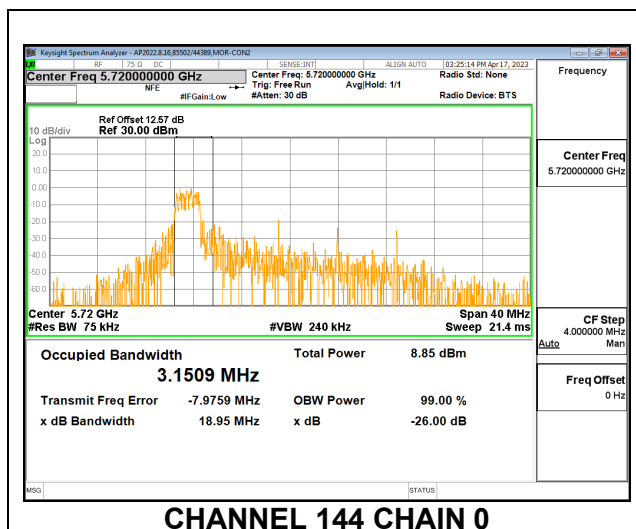 Keysight Spectrum Analyzer - AP2022.8.16,85502/44389,MOR-CON2
LXI RF 75 Ω DC SENSE:INT ALIGN AUTO 03:25:14 PM Apr 17, 2023
Center Freq 5.720000000 GHz Center Freq: 5.720000000 GHz Radio Std: None
NFE Trig: Free Run Avg|Hold: 1/1
#IFGain:Low #Atten: 30 dB Radio Device: BTS
Frequency
Ref Offset 12.57 dB
10 dB/div Ref 30.00 dBm
Log
20.0
10.0
0.00
-10.0
-20.0
-30.0
-40.0
-50.0
-60.0
Center 5.72 GHz Span 40 MHz
#Res BW 75 kHz #VBW 240 kHz Sweep 21.4 ms
Center Freq
5.720000000 GHz
CF Step
4.000000 MHz
Auto Man
Freq Offset
0 Hz
Occupied Bandwidth Total Power 8.85 dBm
3.1509 MHz
Transmit Freq Error -7.9759 MHz OBW Power 99.00 %
x dB Bandwidth 18.95 MHz x dB -26.00 dB
MSG STATUS
CHANNEL 144 CHAIN 0